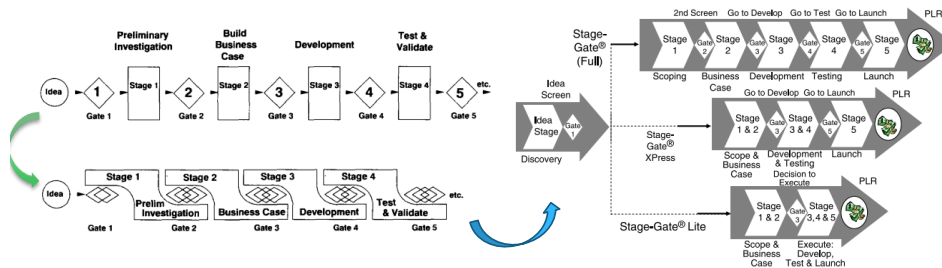 Preliminary
Investigation
Build
Business
Case
Development
Test &
Validate
Idea
1
Stage 1
2
Stage 2
3
Stage 3
4
Stage 4
5
etc.
Gate 1
Gate 2
Gate 3
Gate 4
Gate 5
Stage 1
Stage 2
Stage 3
Stage 4
Idea
etc.
Prelim
Investigation
Business Case
Development
Test
& Validate
Gate 1
Gate 2
Gate 3
Gate 4
Gate 5
Idea
Screen
Idea
Stage
Gate
1
Discovery
Stage-
Gate®
(Full)
2nd Screen
Go to Develop
Go to Test
Go to Launch
PLR
Stage
1
Gate
2
Stage
2
Gate
3
Stage
3
Gate
4
Stage
4
Gate
5
Stage
5
Scoping
Business
Case
Development
Testing
Launch
Stage-
Gate®
XPress
Go to Develop
Go to Launch
PLR
Stage
1 & 2
Gate
3
Stage
3 & 4
Gate
5
Stage
5
Scope &
Business
Case
Development
& Testing
Launch
Stage-Gate® Lite
Decision to
Execute
PLR
Stage
1 & 2
Gate
3
Stage
3,4 & 5
Scope &
Business
Case
Execute:
Develop,
Test & Launch